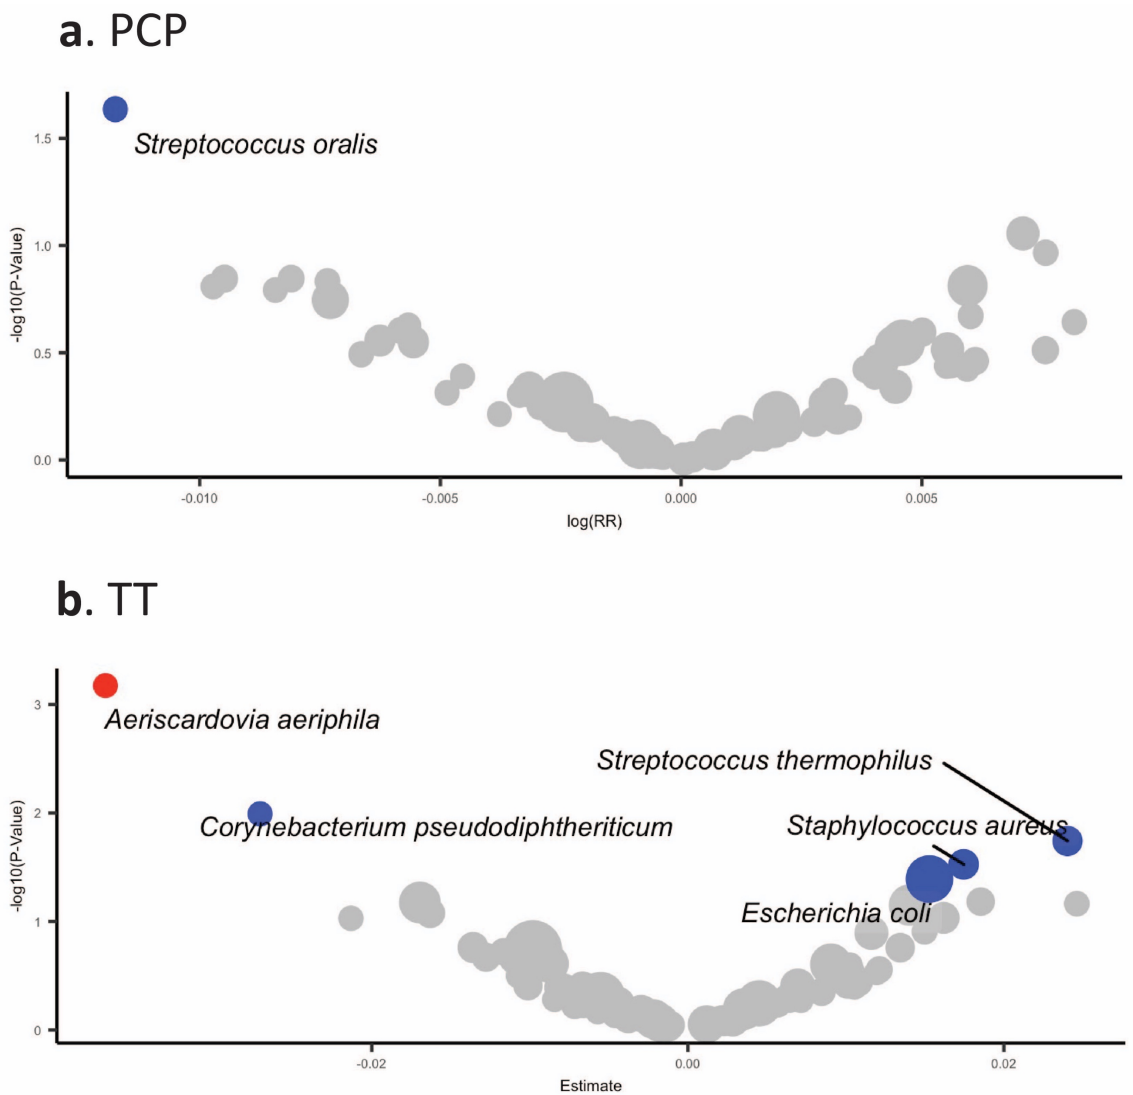 a. PCP
1.5
1.0
0.5
0.0
-log10(P-Value)
Streptococcus oralis
-0.010 -0.005 0.000 0.005
log(RR)
b. TT
3
2
1
0
-log10(P-Value)
Aeriscardovia aeriphila
Streptococcus thermophilus
Corynebacterium pseudodiphtheriticum
Staphylococcus aureus
Escherichia coli
-0.02 0.00 0.02
Estimate